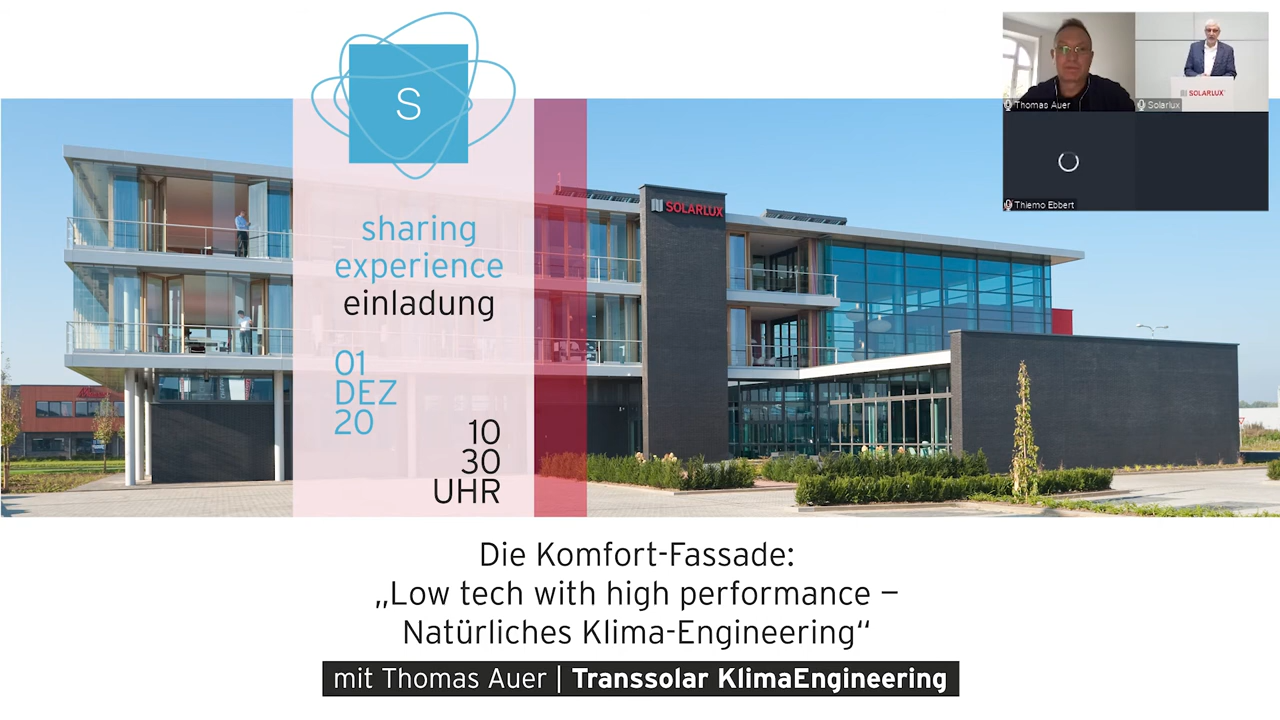 S
sharing
experience
einladung
01
DEZ
20
10
30
UHR
SOLARLUX
Thomas Auer
SOLARLUX
Solarlux
Thiemo Ebbert
Die Komfort-Fassade:
„Low tech with high performance –
Natürliches Klima-Engineering“
mit Thomas Auer | Transsolar KlimaEngineering